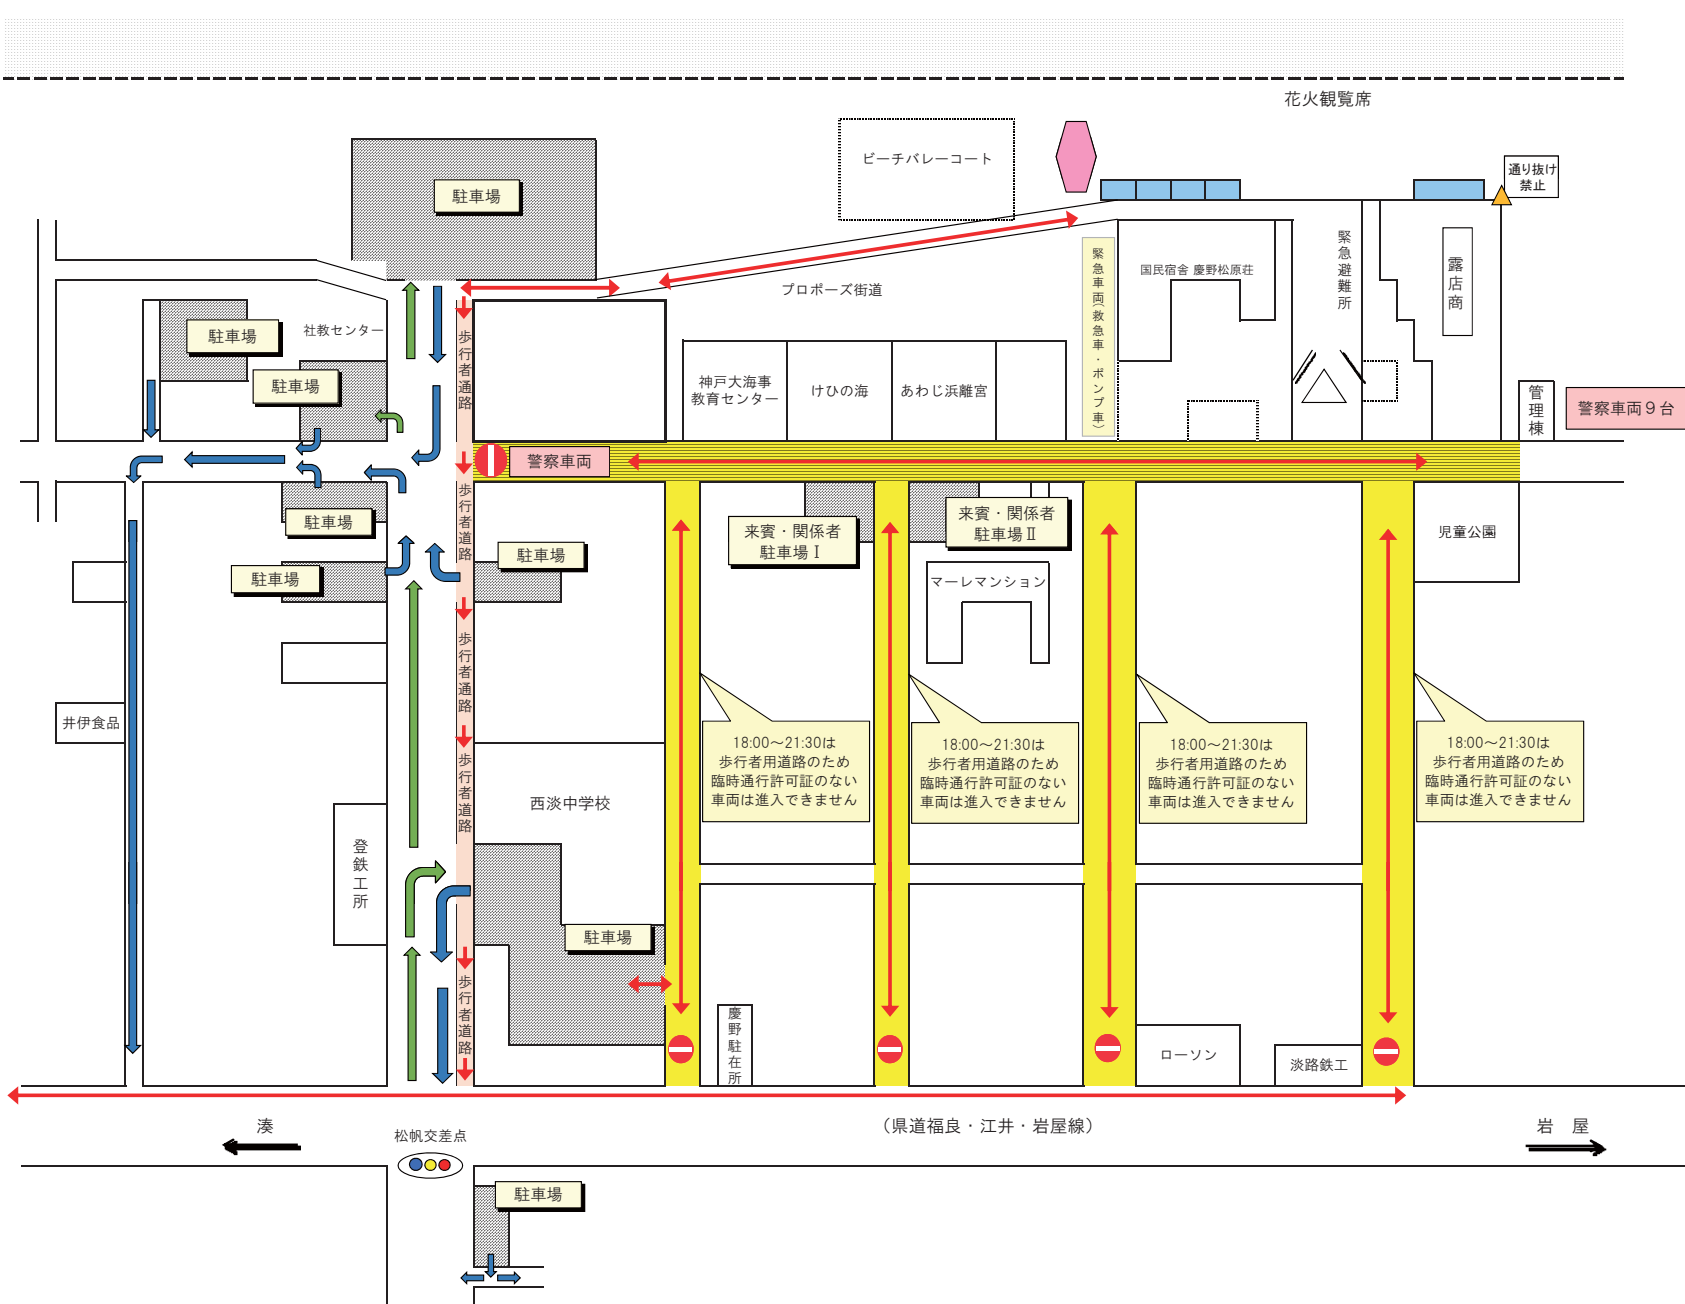 花火観覧席
ビーチバレーコート
通り抜け
禁止
駐車場
緊急避難所
露店商
緊急車両(救急車・ポンプ車)
国民宿舎 慶野松原荘
プロポーズ街道
駐車場
社教センター
歩行者通路
駐車場
神戸大海事
教育センター
けひの海
あわじ浜離宮
管理棟
警察車両9台
警察車両
歩行者道路
駐車場
来賓・関係者
駐車場Ⅰ
来賓・関係者
駐車場Ⅱ
児童公園
駐車場
駐車場
マーレマンション
歩行者通路
井伊食品
18:00〜21:30は
歩行者用道路のため
臨時通行許可証のない
車両は進入できません
18:00〜21:30は
歩行者用道路のため
臨時通行許可証のない
車両は進入できません
18:00〜21:30は
歩行者用道路のため
臨時通行許可証のない
車両は進入できません
18:00〜21:30は
歩行者用道路のため
臨時通行許可証のない
車両は進入できません
歩行者道路
西淡中学校
登鉄工所
駐車場
歩行者道路
慶野駐在所
ローソン
淡路鉄工
湊
松帆交差点
(県道福良・江井・岩屋線)
岩 屋
駐車場